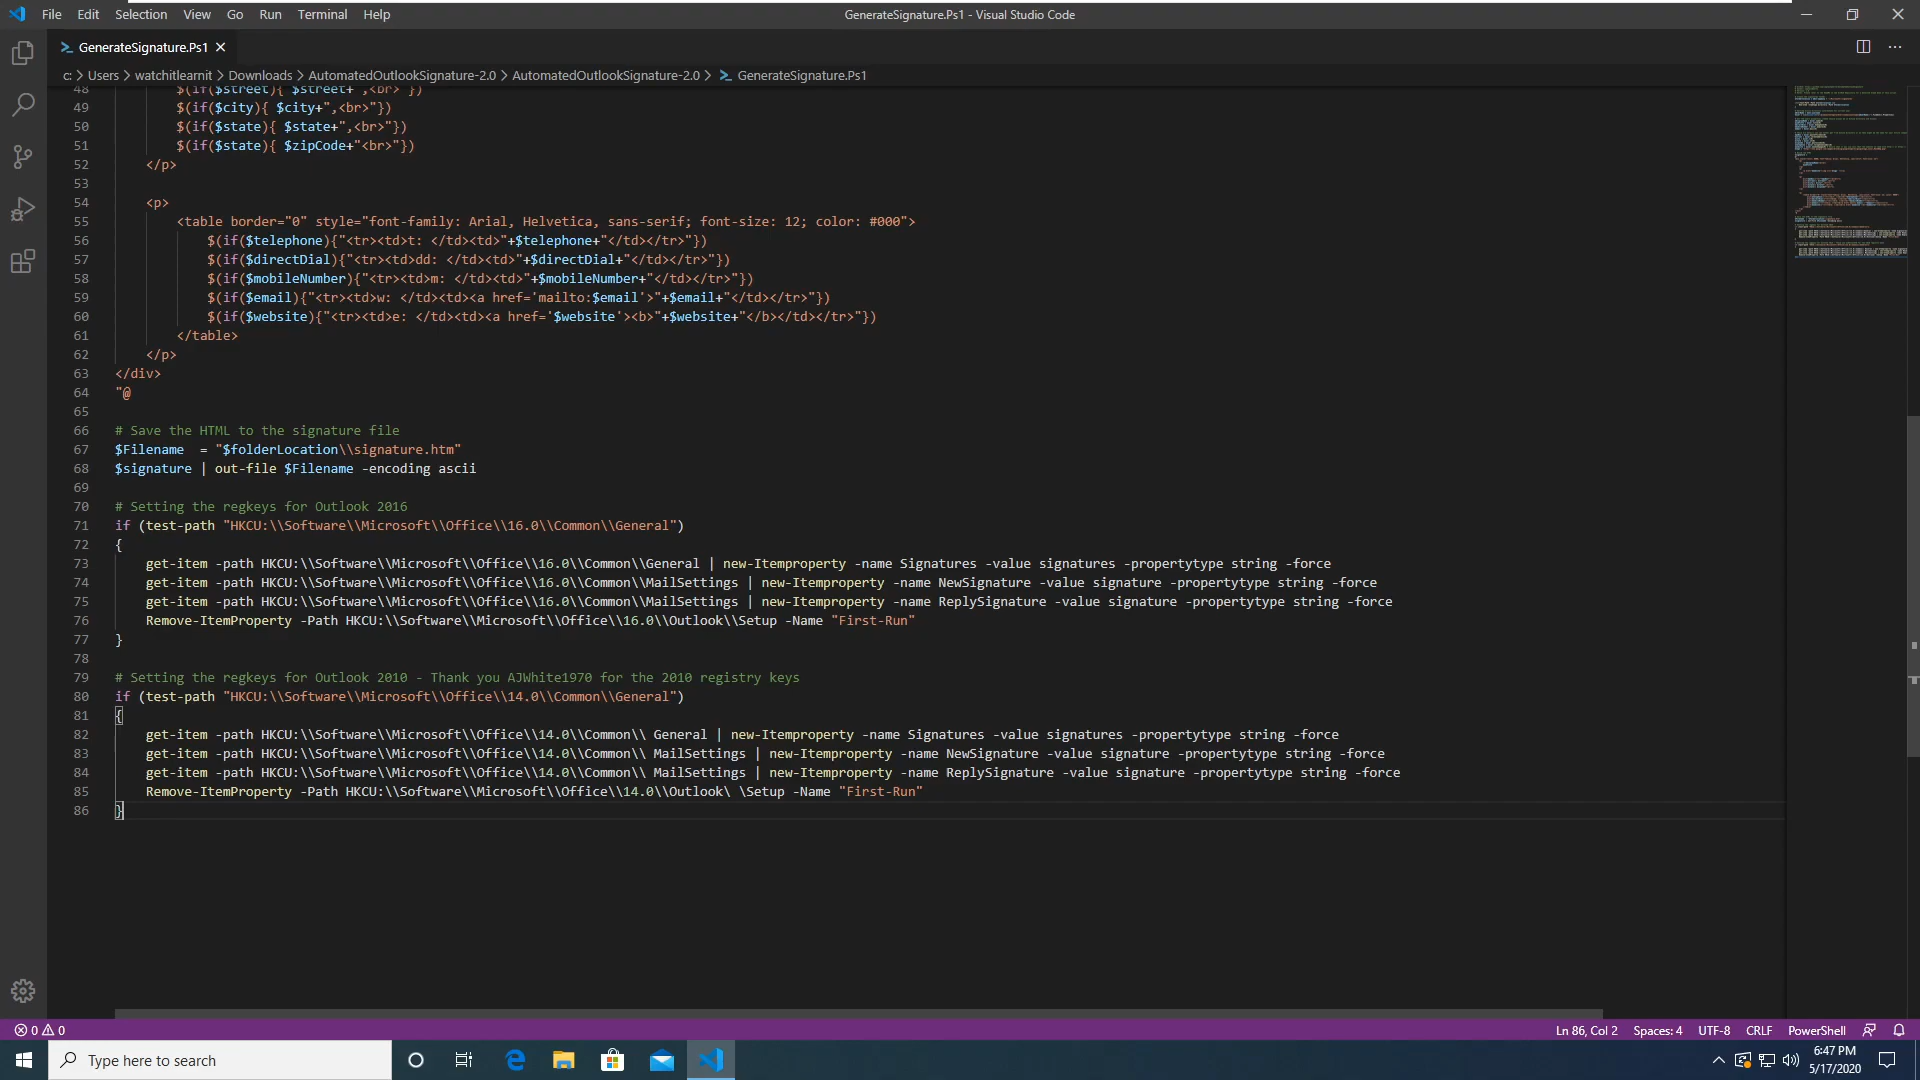 File Edit Selection View Go Run Terminal Help
GenerateSignature.Ps1 - Visual Studio Code
GenerateSignature.Ps1
c: > Users > watchitlearnit > Downloads > AutomatedOutlookSignature-2.0 > AutomatedOutlookSignature-2.0 > GenerateSignature.Ps1
48 $(if($street){ $street+",<br>"})
49 $(if($city){ $city+",<br>"})
50 $(if($state){ $state+",<br>"})
51 $(if($state){ $zipCode+"<br>"})
52 </p>
53
54 <p>
55 <table border="0" style="font-family: Arial, Helvetica, sans-serif; font-size: 12; color: #000">
56 $(if($telephone){"<tr><td>t: </td><td>"+$telephone+"</td></tr>"})
57 $(if($directDial){"<tr><td>dd: </td><td>"+$directDial+"</td></tr>"})
58 $(if($mobileNumber){"<tr><td>m: </td><td>"+$mobileNumber+"</td></tr>"})
59 $(if($email){"<tr><td>w: </td><td><a href='mailto:$email'>"+$email+"</td></tr>"})
60 $(if($website){"<tr><td>e: </td><td><a href='$website'><b>"+$website+"</b></td></tr>"})
61 </table>
62 </p>
63 </div>
64 "@
65
66 # Save the HTML to the signature file
67 $Filename  = "$folderLocation\\signature.htm"
68 $signature | out-file $Filename -encoding ascii
69
70 # Setting the regkeys for Outlook 2016
71 if (test-path "HKCU:\\Software\\Microsoft\\Office\\16.0\\Common\\General")
72 {
73 get-item -path HKCU:\\Software\\Microsoft\\Office\\16.0\\Common\\General | new-Itemproperty -name Signatures -value signatures -propertytype string -force
74 get-item -path HKCU:\\Software\\Microsoft\\Office\\16.0\\Common\\MailSettings | new-Itemproperty -name NewSignature -value signature -propertytype string -force
75 get-item -path HKCU:\\Software\\Microsoft\\Office\\16.0\\Common\\MailSettings | new-Itemproperty -name ReplySignature -value signature -propertytype string -force
76 Remove-ItemProperty -Path HKCU:\\Software\\Microsoft\\Office\\16.0\\Outlook\\Setup -Name "First-Run"
77 }
78
79 # Setting the regkeys for Outlook 2010 - Thank you AJWhite1970 for the 2010 registry keys
80 if (test-path "HKCU:\\Software\\Microsoft\\Office\\14.0\\Common\\General")
81 {
82 get-item -path HKCU:\\Software\\Microsoft\\Office\\14.0\\Common\\ General | new-Itemproperty -name Signatures -value signatures -propertytype string -force
83 get-item -path HKCU:\\Software\\Microsoft\\Office\\14.0\\Common\\ MailSettings | new-Itemproperty -name NewSignature -value signature -propertytype string -force
84 get-item -path HKCU:\\Software\\Microsoft\\Office\\14.0\\Common\\ MailSettings | new-Itemproperty -name ReplySignature -value signature -propertytype string -force
85 Remove-ItemProperty -Path HKCU:\\Software\\Microsoft\\Office\\14.0\\Outlook\ \Setup -Name "First-Run"
86 }
0 0
Ln 86, Col 2 Spaces: 4 UTF-8 CRLF PowerShell
Type here to search
6:47 PM
5/17/2020